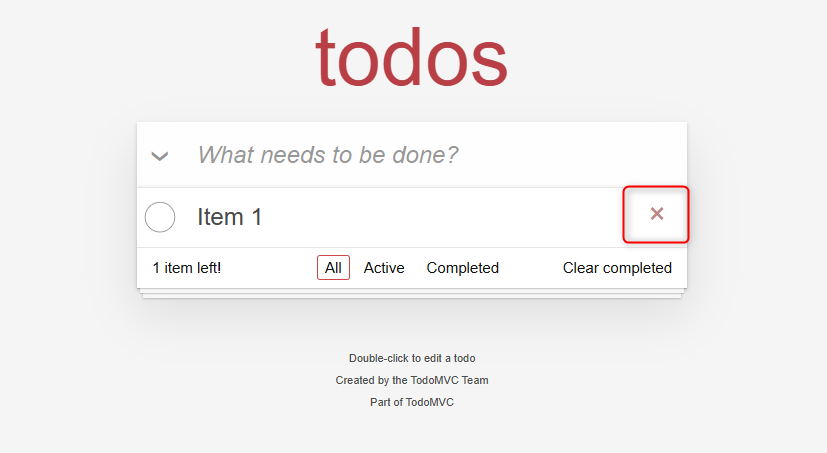 todos
What needs to be done?
Item 1
1 item left! All Active Completed Clear completed
Double-click to edit a todo
Created by the TodoMVC Team
Part of TodoMVC